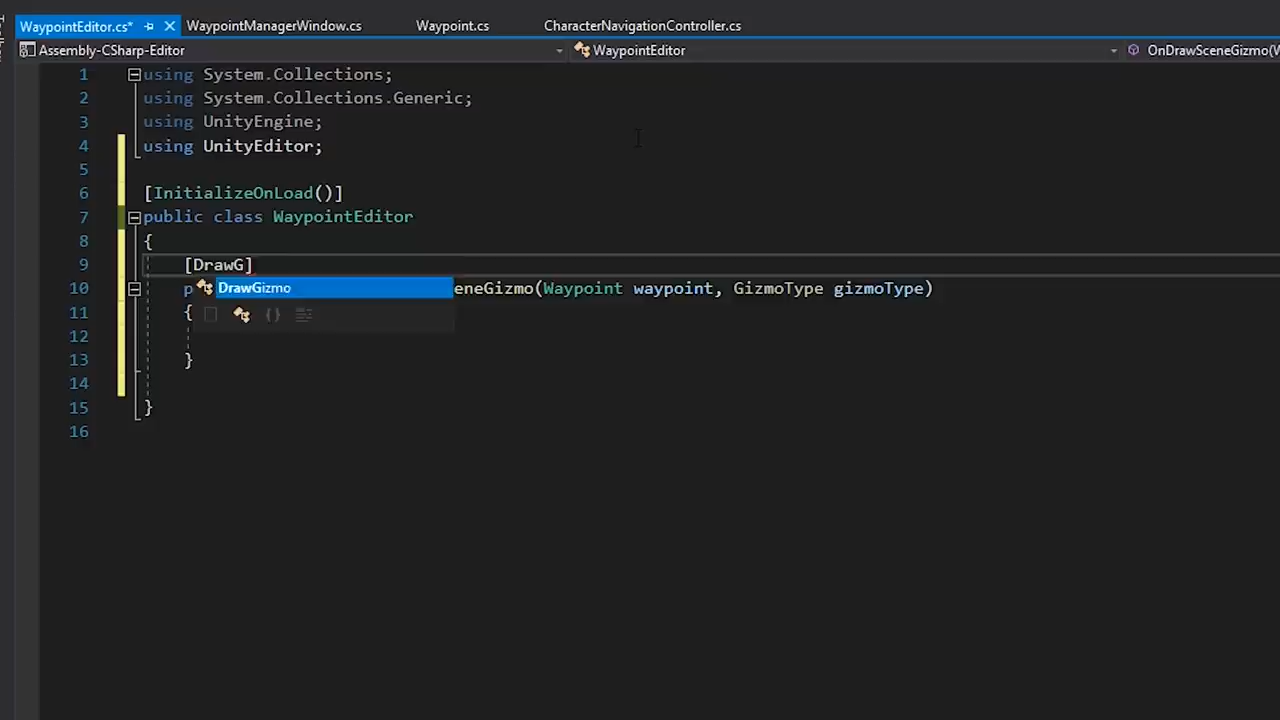 WaypointEditor.cs* WaypointManagerWindow.cs Waypoint.cs CharacterNavigationController.cs
Assembly-CSharp-Editor WaypointEditor OnDrawSceneGizmo(W
1 using System.Collections;
2 using System.Collections.Generic;
3 using UnityEngine;
4 using UnityEditor;
5
6 [InitializeOnLoad()]
7 public class WaypointEditor
8 {
9 [DrawG]
10 p DrawGizmo eneGizmo(Waypoint waypoint, GizmoType gizmoType)
11 {
12
13 }
14
15 }
16